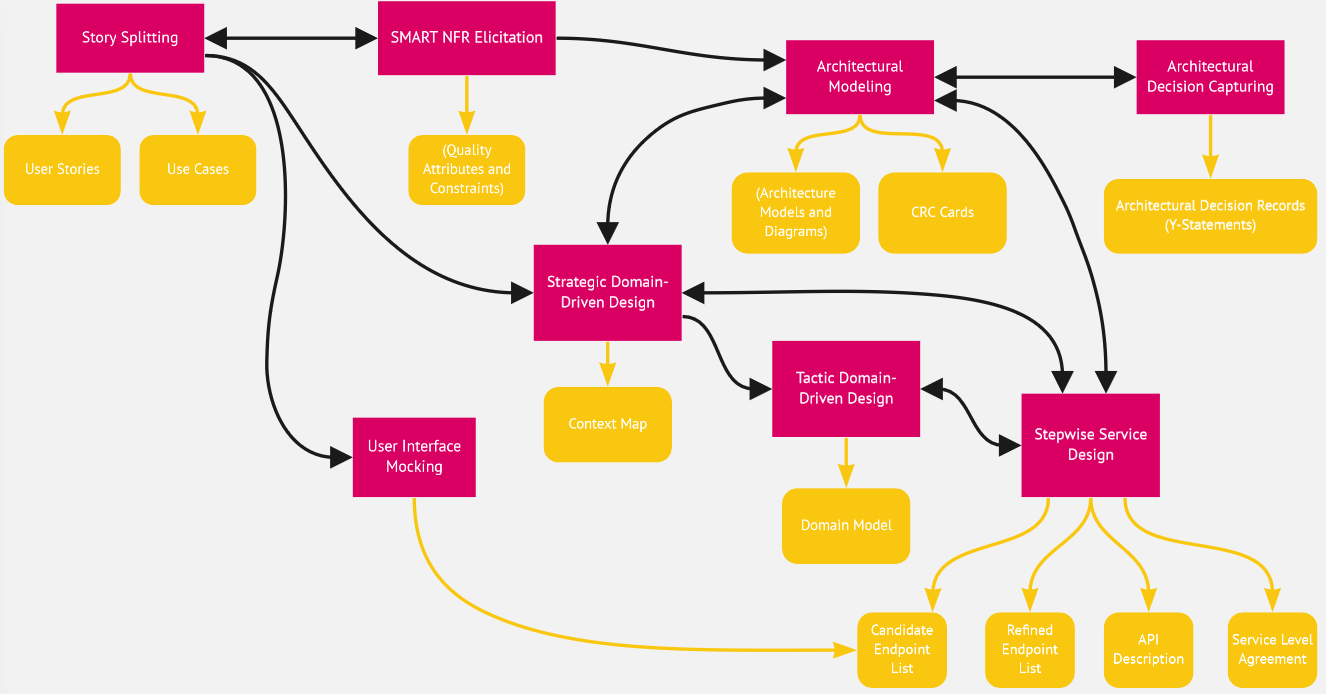 Story Splitting
SMART NFR Elicitation
Architectural
Modeling
Architectural
Decision Capturing
User Stories
Use Cases
(Quality
Attributes and
Constraints)
(Architecture
Models and
Diagrams)
CRC Cards
Architectural Decision Records
(Y-Statements)
Strategic Domain-
Driven Design
Tactic Domain-
Driven Design
Context Map
User Interface
Mocking
Stepwise Service
Design
Domain Model
Candidate
Endpoint
List
Refined
Endpoint
List
API
Description
Service Level
Agreement